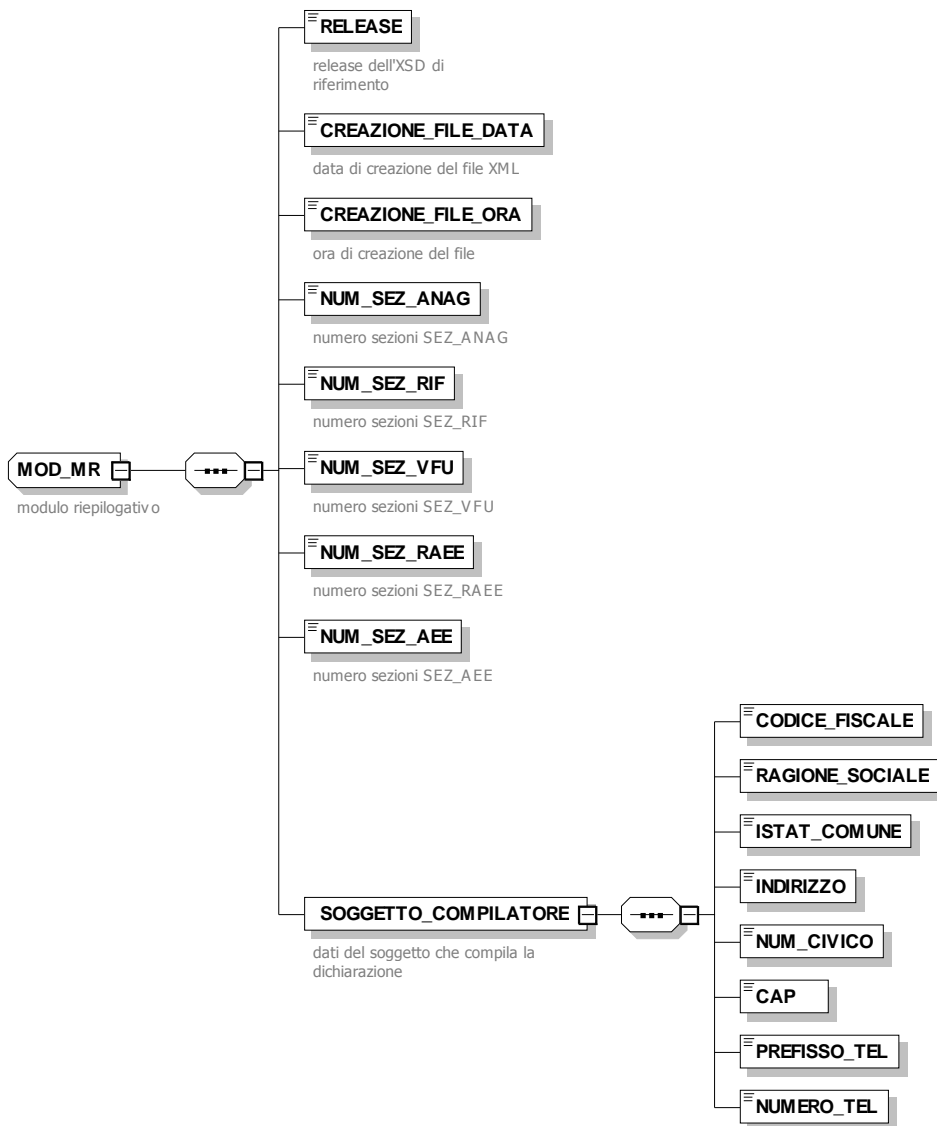 RELEASE
release dell'XSD di
riferimento
CREAZIONE_FILE_DATA
data di creazione del file XML
CREAZIONE_FILE_ORA
ora di creazione del file
NUM_SEZ_ANAG
numero sezioni SEZ_ANAG
NUM_SEZ_RIF
numero sezioni SEZ_RIF
MOD_MR
modulo riepilogativo
NUM_SEZ_VFU
numero sezioni SEZ_VFU
NUM_SEZ_RAEE
numero sezioni SEZ_RAEE
NUM_SEZ_AEE
numero sezioni SEZ_AEE
SOGGETTO_COMPILATORE
dati del soggetto che compila la
dichiarazione
CODICE_FISCALE
RAGIONE_SOCIALE
ISTAT_COMUNE
INDIRIZZO
NUM_CIVICO
CAP
PREFISSO_TEL
NUMERO_TEL